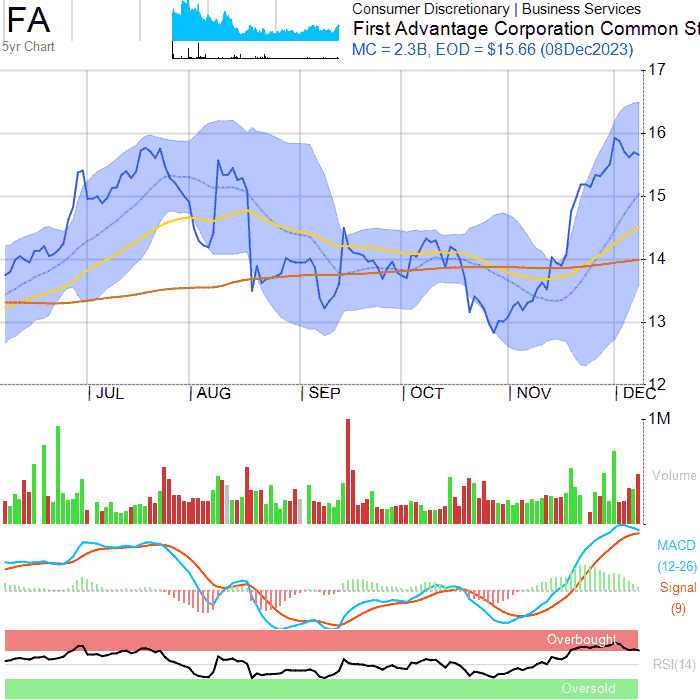 FA
5yr Chart
Consumer Discretionary | Business Services
First Advantage Corporation Common St
MC = 2.3B, EOD = $15.66 (08Dec2023)
17
16
15
14
13
12
JUL AUG SEP OCT NOV DEC
1M
Volume
MACD
(12-26)
Signal
(9)
Overbought
RSI(14)
Oversold